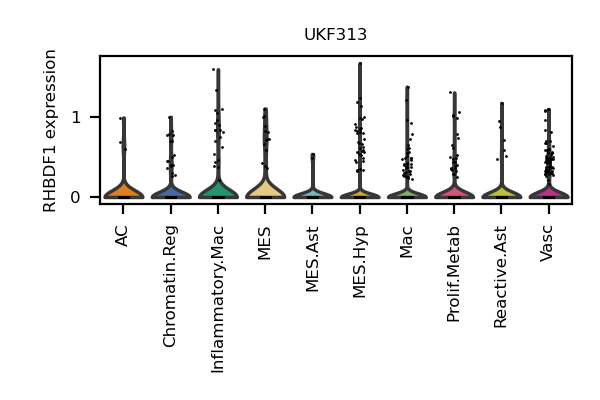 UKF313
RHBDF1 expression
1
0
AC
Chromatin.Reg
Inflammatory.Mac
MES
MES.Ast
MES.Hyp
Mac
Prolif.Metab
Reactive.Ast
Vasc